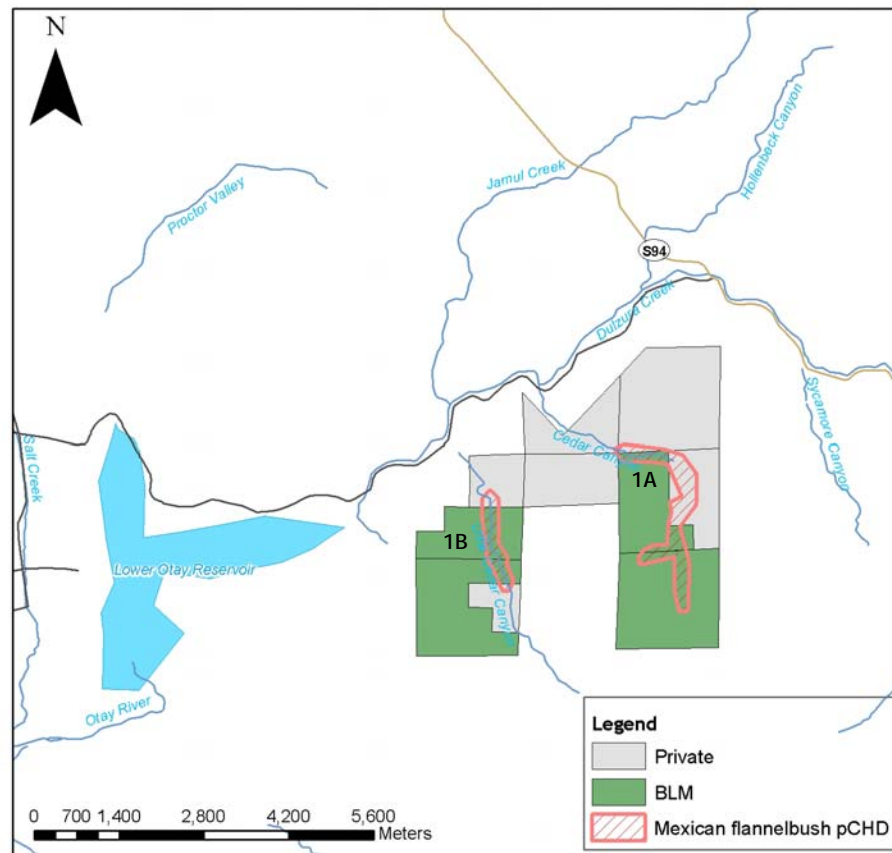 N
Proctor Valley
Jamul Creek
Hollenbeck Canyon
S94
Dulzura Creek
Sycamore Canyon
Salt Creek
Cedar Canyon
1A
1B
Lower Otay Reservoir
Cedar Canyon
Otay River
Legend
Private
BLM
Mexican flannelbush pCHD
0 700 1,400 2,800 4,200 5,600
Meters